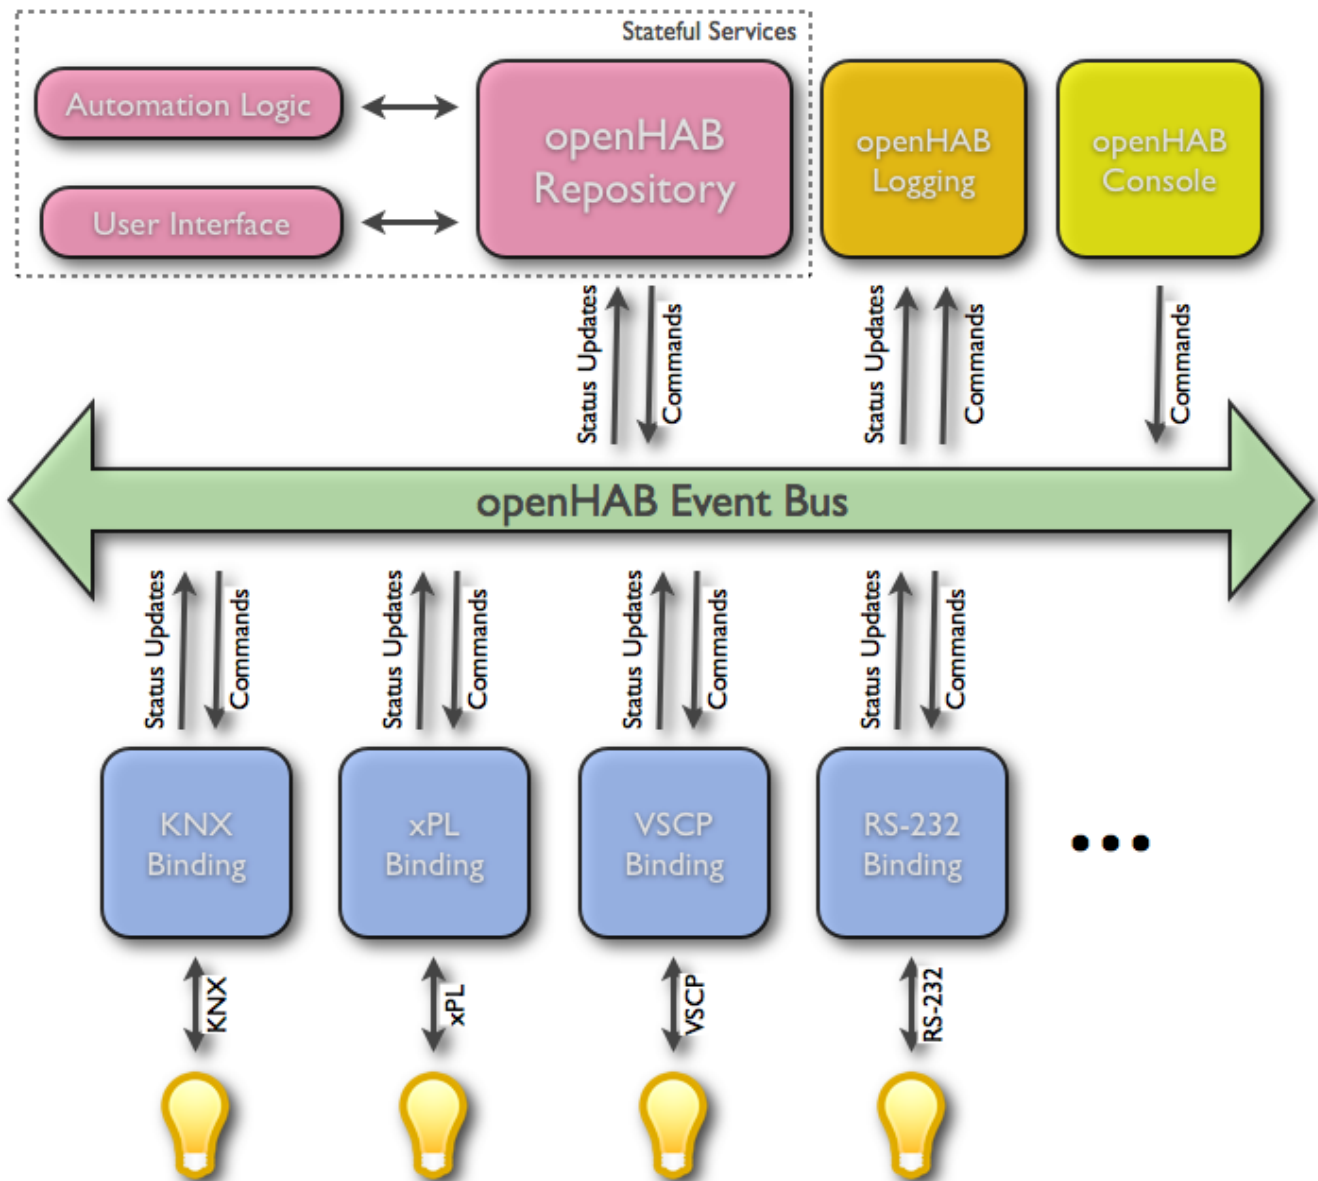 Stateful Services
Automation Logic
User Interface
openHAB
Repository
openHAB
Logging
openHAB
Console
Status Updates
Commands
Status Updates
Commands
Commands
openHAB Event Bus
Status Updates
Commands
Status Updates
Commands
Status Updates
Commands
Status Updates
Commands
KNX
Binding
xPL
Binding
VSCP
Binding
RS-232
Binding
...
KNX
xPL
VSCP
RS-232